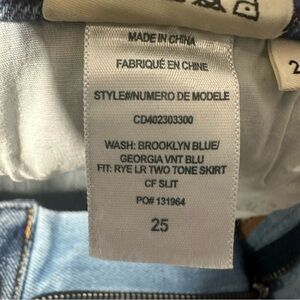 MADE IN CHINA
FABRIQUÉ EN CHINE
STYLE#/NUMERO DE MODELE
CD402303300
WASH: BROOKLYN BLUE/
GEORGIA VNT BLU
FIT: RYE LR TWO TONE SKIRT
CF SLIT
PO# 131964
25
2